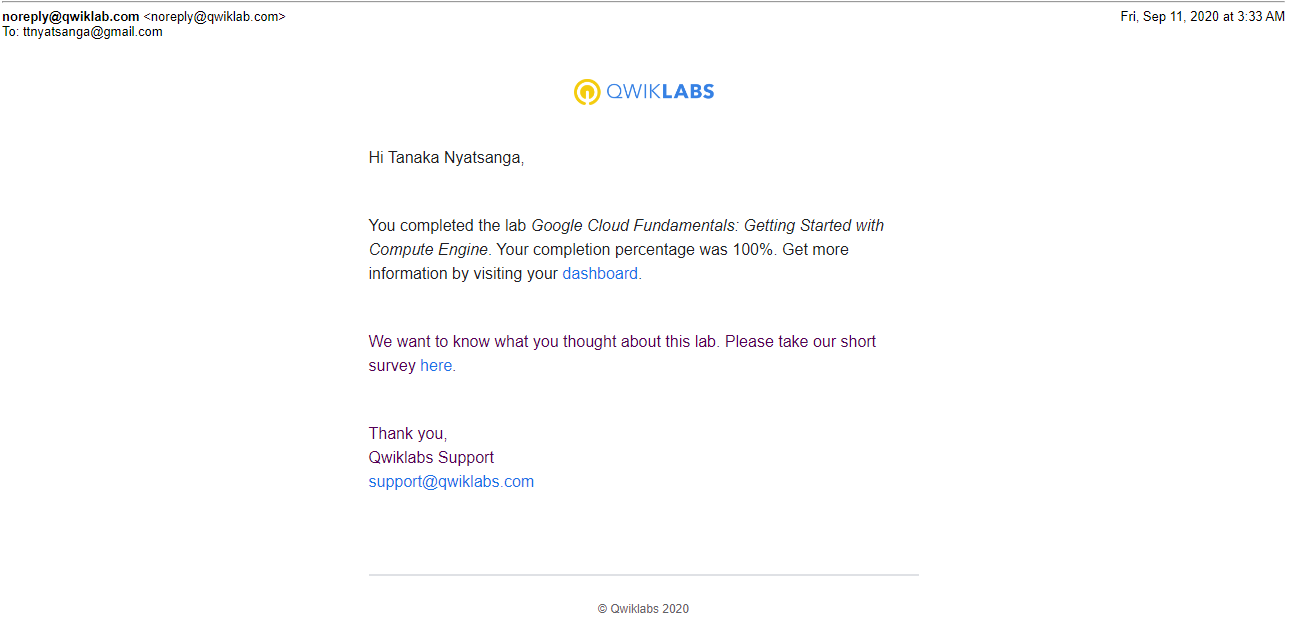 noreply@qwiklab.com <noreply@qwiklab.com>
Fri, Sep 11, 2020 at 3:33 AM
To: ttnyatsanga@gmail.com
QWIKLABS
Hi Tanaka Nyatsanga,
You completed the lab Google Cloud Fundamentals: Getting Started with
Compute Engine. Your completion percentage was 100%. Get more
information by visiting your dashboard.
We want to know what you thought about this lab. Please take our short
survey here.
Thank you,
Qwiklabs Support
support@qwiklabs.com
© Qwiklabs 2020